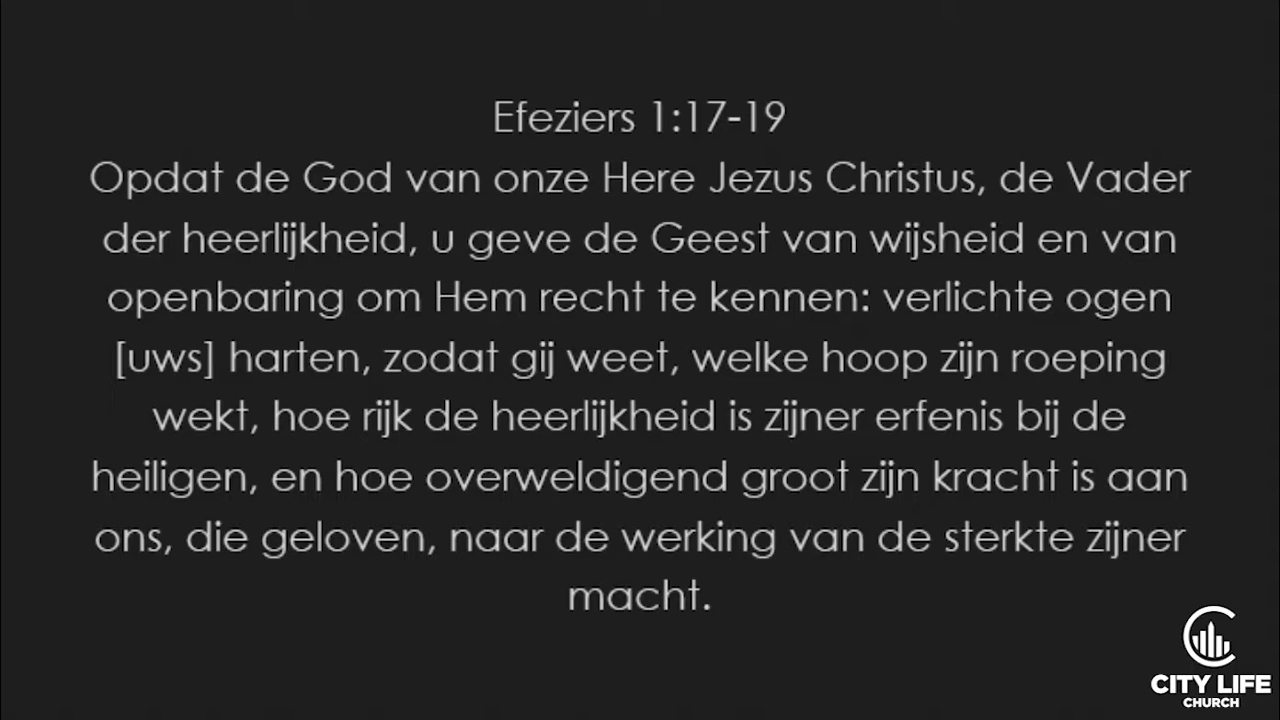 Efeziers 1:17-19
Opdat de God van onze Here Jezus Christus, de Vader
der heerlijkheid, u geve de Geest van wijsheid en van
openbaring om Hem recht te kennen: verlichte ogen
[uws] harten, zodat gij weet, welke hoop zijn roeping
wekt, hoe rijk de heerlijkheid is zijner erfenis bij de
heiligen, en hoe overweldigend groot zijn kracht is aan
ons, die geloven, naar de werking van de sterkte zijner
macht.
CITY LIFE
CHURCH